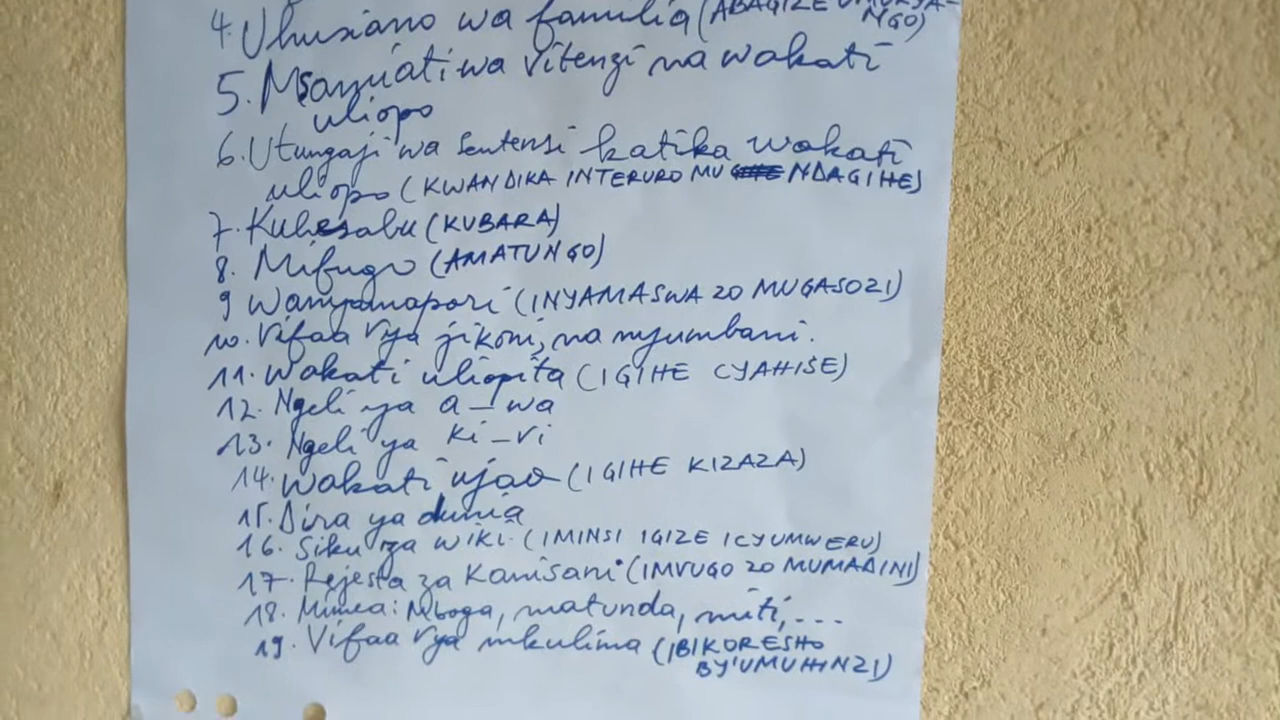 4. Uhusiano wa familia (ABAGIZE UMURYA-
NGO)
5. Msamiati wa vitenzi na wakati
uliopo
6. Utungaji wa sentensi katika wakati
uliopo (KWANDIKA INTERURO MU NDAGIHE)
7. Kuhesabu (KUBARA)
8. Mifugo (AMATUNGO)
9 Wanyamapori (INYAMASWA ZO MUGASOZI)
10. Vifaa vya jikoni, na nyumbani.
11. Wakati uliopita (IGIHE CYAHISE)
12. Ngeli ya a-wa
13. Ngeli ya ki-vi
14. Wakati ujao (IGIHE KIZAZA)
15. Dira ya dunia
16. Siku za wiki. (IMINSI IGIZE ICYUMWERU)
17. Rejesta za Kanisani (IMVUGO ZO MUMADINI)
18. Mimea: Mboga, matunda, miti, ...
19. Vifaa vya mkulima (IBIKORESHO
BY'UMUHINZI)